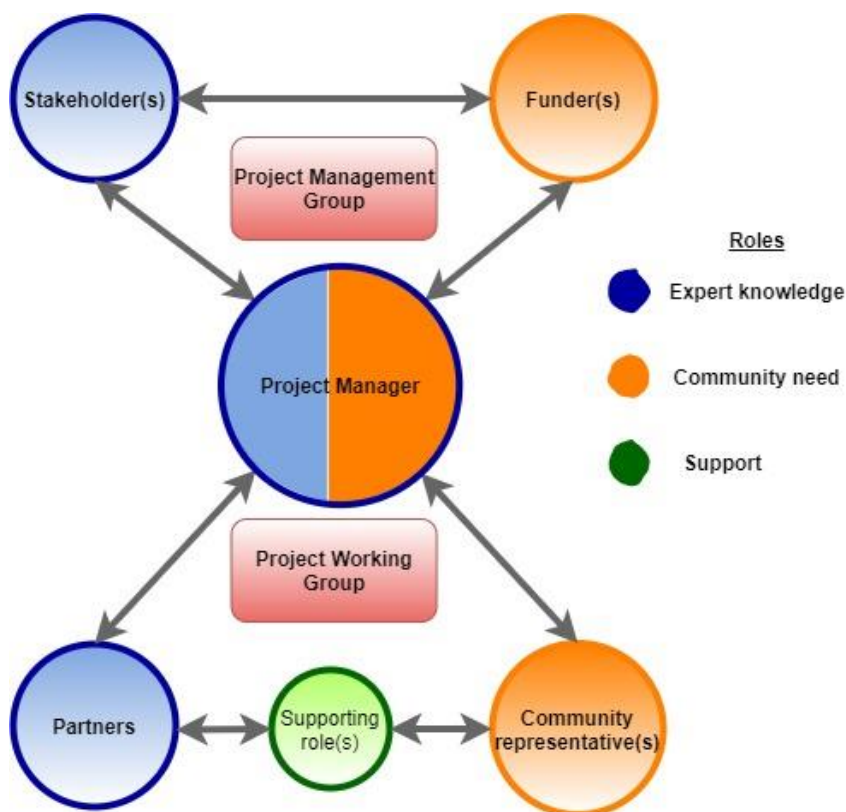 Stakeholder(s)
Funder(s)
Project Management
Group
Roles
Expert knowledge
Project Manager
Community need
Support
Project Working
Group
Partners
Supporting
role(s)
Community
representative(s)